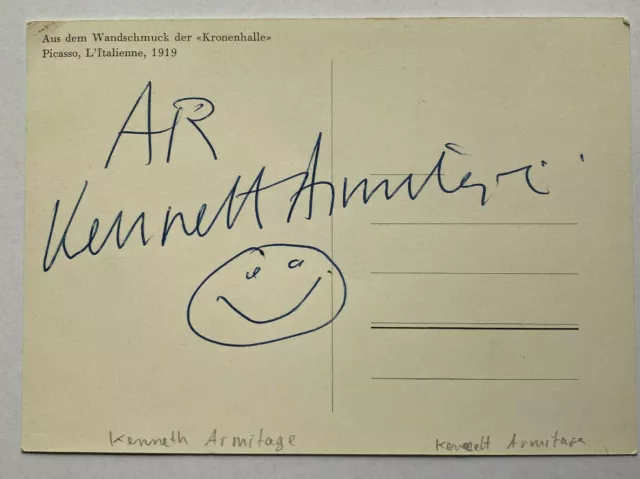 Aus dem Wandschmuck der «Kronenhalle»
Picasso, L'Italienne, 1919
AR
Kenneth Armitage
Kenneth Armitage
Kenneth Armitage